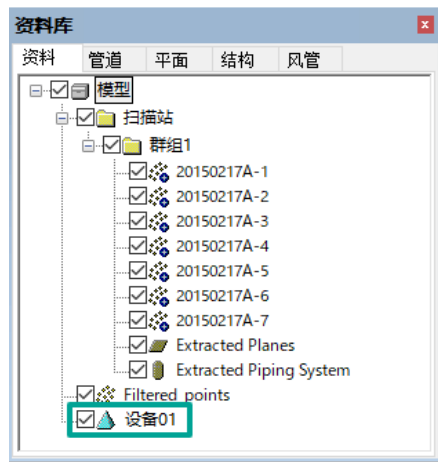 资料库
资料 管道 平面 结构 风管
模型
扫描站
群组1
20150217A-1
20150217A-2
20150217A-3
20150217A-4
20150217A-5
20150217A-6
20150217A-7
Extracted Planes
Extracted Piping System
Filtered_points
设备01